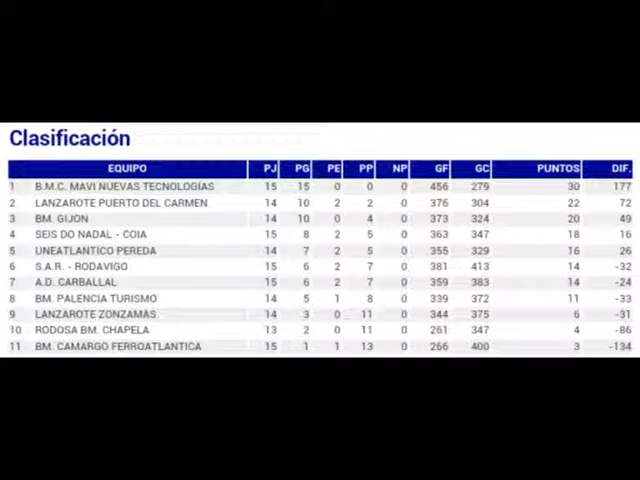 Clasificación
EQUIPO PJ PG PE PP NP GF GC PUNTOS DIF.
1 B.M.C. MAVI NUEVAS TECNOLOGÍAS 15 15 0 0 0 456 279 30 177
2 LANZAROTE PUERTO DEL CARMEN 14 10 2 2 0 376 304 22 72
3 BM. GIJON 14 10 0 4 0 373 324 20 49
4 SEIS DO NADAL - COIA 15 8 2 5 0 363 347 18 16
5 UNEATLANTICO PEREDA 14 7 2 5 0 355 329 16 26
6 S.A.R. - RODAVIGO 15 6 2 7 0 381 413 14 -32
7 A.D. CARBALLAL 15 6 2 7 0 359 383 14 -24
8 BM. PALENCIA TURISMO 14 5 1 8 0 339 372 11 -33
9 LANZAROTE ZONZAMAS 14 3 0 11 0 344 375 6 -31
10 RODOSA BM. CHAPELA 13 2 0 11 0 261 347 4 -86
11 BM. CAMARGO FERROATLANTICA 15 1 1 13 0 266 400 3 -134